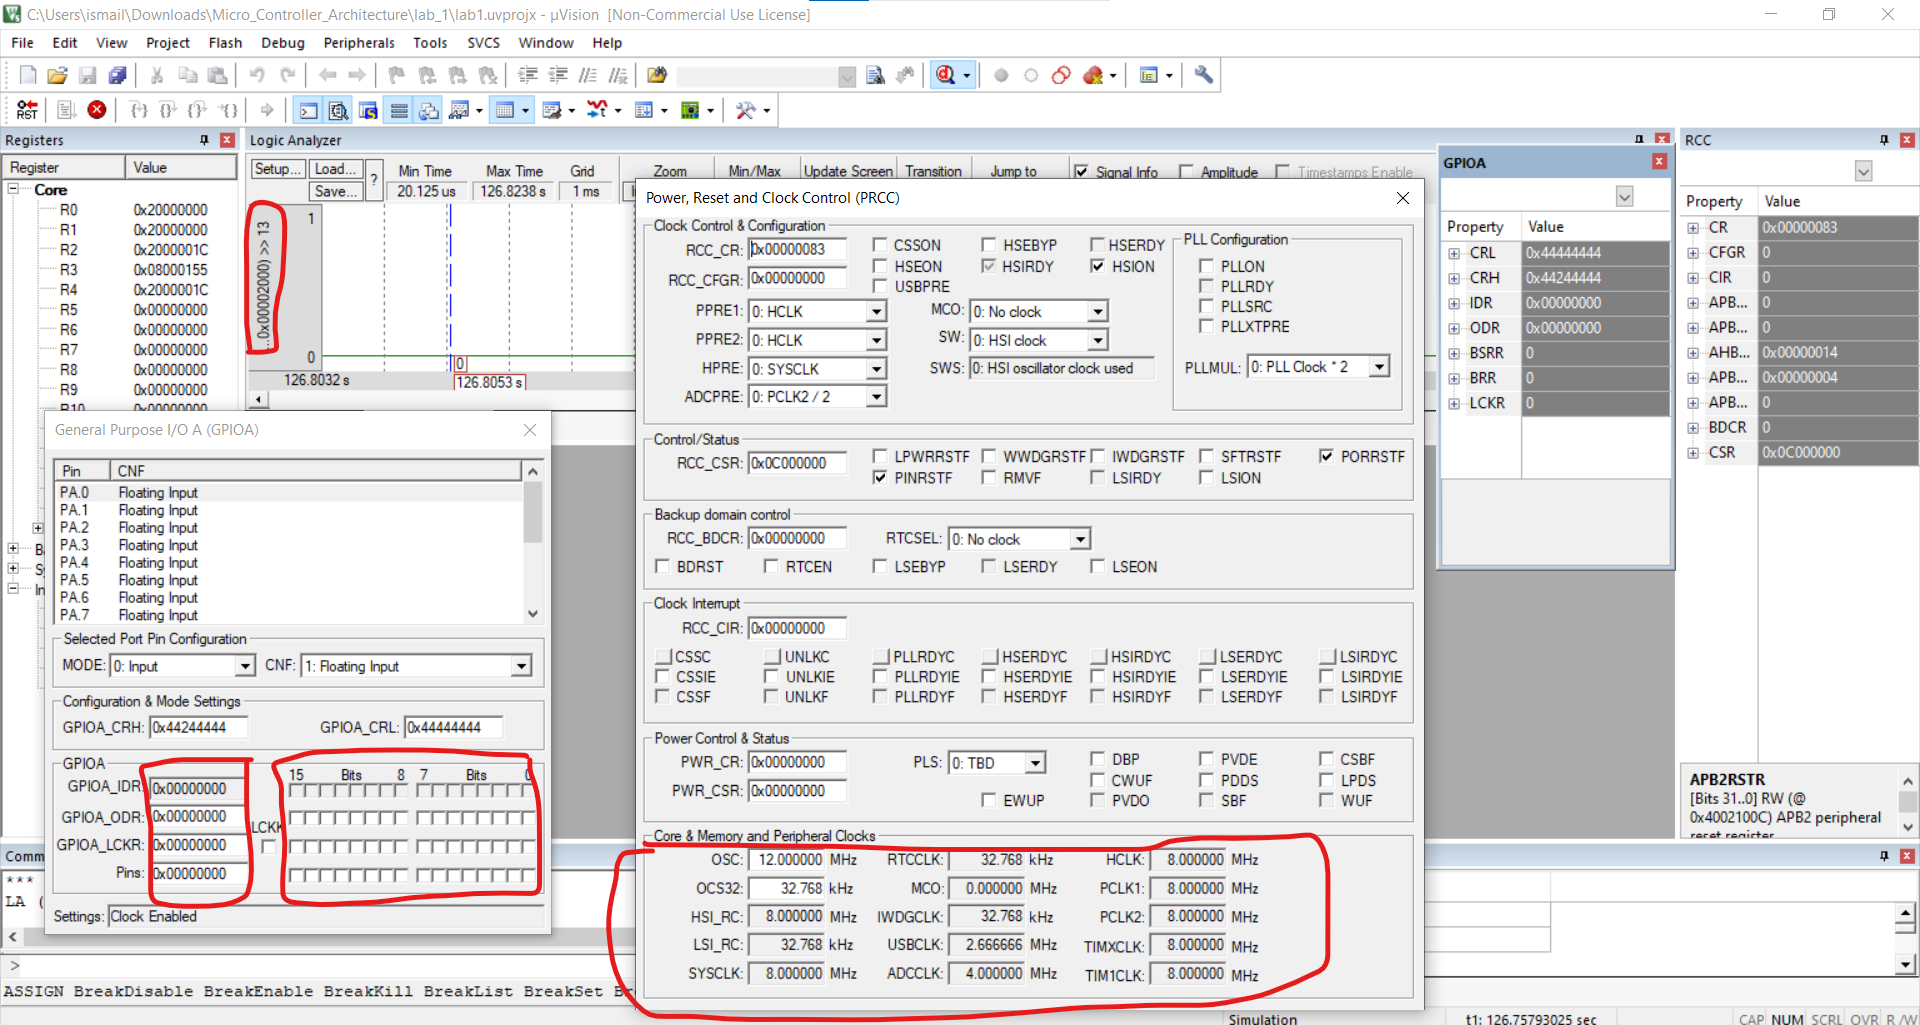 C:\Users\ismail\Downloads\Micro_Controller_Architecture\lab_1\lab1.uvprojx - µVision [Non-Commercial Use License]
File Edit View Project Flash Debug Peripherals Tools SVCS Window Help
RST
Registers
Register Value
Core
R0 0x20000000
R1 0x20000000
R2 0x2000001C
R3 0x08000155
R4 0x2000001C
R5 0x00000000
R6 0x00000000
R7 0x00000000
R8 0x00000000
R9 0x00000000
R10 0x00000000
Logic Analyzer
Setup... Load... Save... ?
Min Time Max Time Grid Zoom Min/Max Update Screen Transition Jump to Signal Info Amplitude Timestamps Enable
20.125 us 126.8238 s 1 ms
...0x00002000) >> 13
1
0
0
126.8032 s 126.8053 s
General Purpose I/O A (GPIOA)
Pin CNF
PA.0 Floating Input
PA.1 Floating Input
PA.2 Floating Input
PA.3 Floating Input
PA.4 Floating Input
PA.5 Floating Input
PA.6 Floating Input
PA.7 Floating Input
Selected Port Pin Configuration
MODE: 0: Input CNF: 1: Floating Input
Configuration & Mode Settings
GPIOA_CRH: 0x44244444 GPIOA_CRL: 0x44444444
GPIOA
15 Bits 8 7 Bits 0
GPIOA_IDR: 0x00000000
GPIOA_ODR: 0x00000000
LCKK
GPIOA_LCKR: 0x00000000
Pins: 0x00000000
Settings: Clock Enabled
Power, Reset and Clock Control (PRCC)
Clock Control & Configuration
RCC_CR: 0x00000083 CSSON HSEBYP HSERDY
HSEON HSIRDY HSION
RCC_CFGR: 0x00000000 USBPRE
PPRE1: 0: HCLK MCO: 0: No clock
PPRE2: 0: HCLK SW: 0: HSI clock
HPRE: 0: SYSCLK SWS: 0: HSI oscillator clock used
ADCPRE: 0: PCLK2 / 2
PLL Configuration
PLLON
PLLRDY
PLLSRC
PLLXTPRE
PLLMUL: 0: PLL Clock * 2
Control/Status
RCC_CSR: 0x0C000000 LPWRRSTF WWDGRSTF IWDGRSTF SFTRSTF PORRSTF
PINRSTF RMVF LSIRDY LSION
Backup domain control
RCC_BDCR: 0x00000000 RTCSEL: 0: No clock
BDRST RTCEN LSEBYP LSERDY LSEON
Clock Interrupt
RCC_CIR: 0x00000000
CSSC UNLKC PLLRDYC HSERDYC HSIRDYC LSERDYC LSIRDYC
CSSIE UNLKIE PLLRDYIE HSERDYIE HSIRDYIE LSERDYIE LSIRDYIE
CSSF UNLKF PLLRDYF HSERDYF HSIRDYF LSERDYF LSIRDYF
Power Control & Status
PWR_CR: 0x00000000 PLS: 0: TBD DBP PVDE CSBF
CWUF PDDS LPDS
PWR_CSR: 0x00000000 EWUP PVDO SBF WUF
Core & Memory and Peripheral Clocks
OSC: 12.000000 MHz RTCCLK: 32.768 kHz HCLK: 8.000000 MHz
OCS32: 32.768 kHz MCO: 0.000000 MHz PCLK1: 8.000000 MHz
HSI_RC: 8.000000 MHz IWDGCLK: 32.768 kHz PCLK2: 8.000000 MHz
LSI_RC: 32.768 kHz USBCLK: 2.666666 MHz TIMXCLK: 8.000000 MHz
SYSCLK: 8.000000 MHz ADCCLK: 4.000000 MHz TIM1CLK: 8.000000 MHz
GPIOA
Property Value
CRL 0x44444444
CRH 0x44244444
IDR 0x00000000
ODR 0x00000000
BSRR 0
BRR 0
LCKR 0
RCC
Property Value
CR 0x00000083
CFGR 0
CIR 0
APB... 0
APB... 0
AHB... 0x00000014
APB... 0x00000004
APB... 0
BDCR 0
CSR 0x0C000000
APB2RSTR
[Bits 31..0] RW (@
0x4002100C) APB2 peripheral
reset register
Comm
***
LA (
>
ASSIGN BreakDisable BreakEnable BreakKill BreakList BreakSet Br
Simulation t1: 126.75793025 sec CAP NUM SCRL OVR R/W